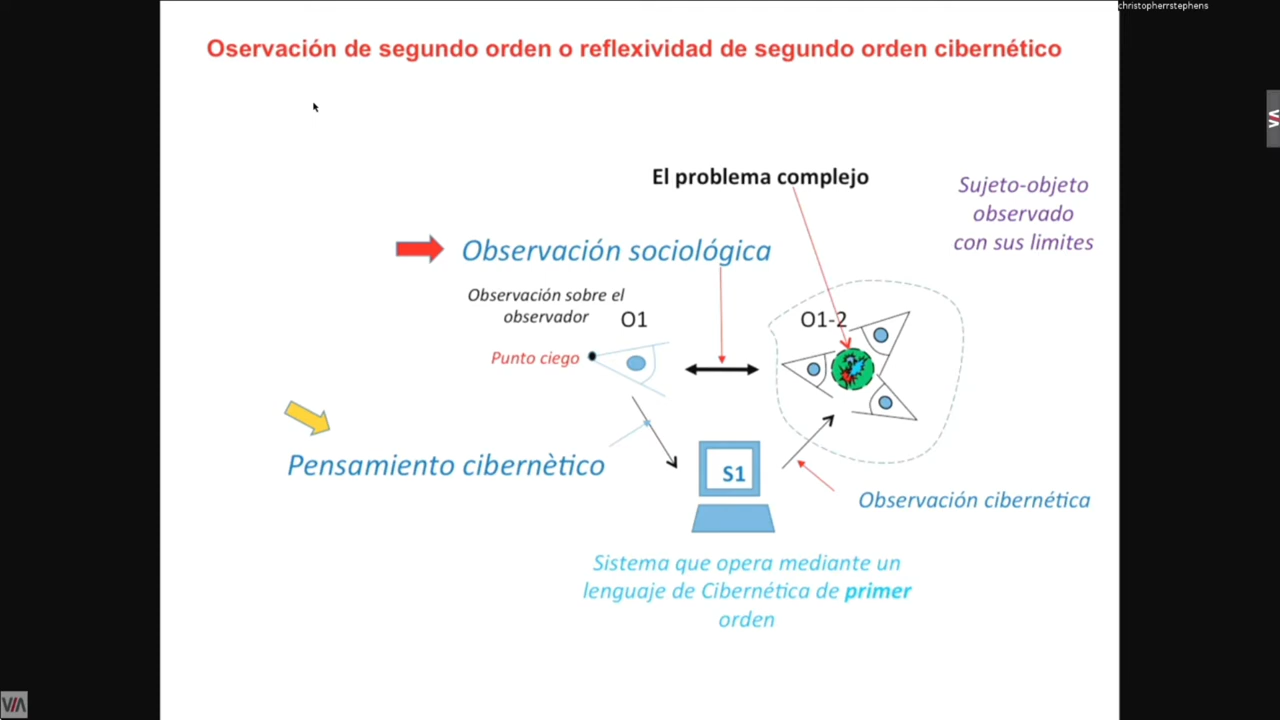 christopherrstephens
Oservación de segundo orden o reflexividad de segundo orden cibernético
El problema complejo
Sujeto-objeto
observado
con sus limites
Observación sociológica
Observación sobre el
observador
O1
O1-2
Punto ciego
Pensamiento cibernètico
S1
Observación cibernética
Sistema que opera mediante un
lenguaje de Cibernética de primer
orden
VIA